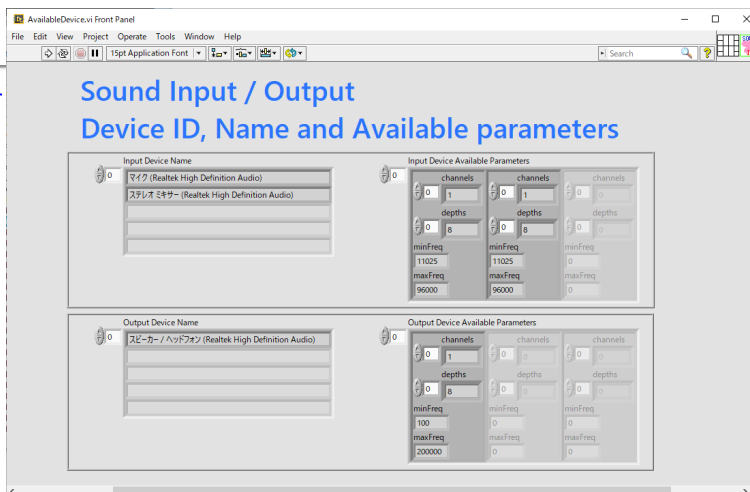 AvailableDevice.vi Front Panel
File Edit View Project Operate Tools Window Help
15pt Application Font
Search
Sound Input / Output
Device ID, Name and Available parameters
Input Device Name
0
マイク (Realtek High Definition Audio)
ステレオ ミキサー (Realtek High Definition Audio)
Input Device Available Parameters
0
channels channels channels
0 1 0 1 0 0
depths depths depths
0 8 0 8 0 0
minFreq minFreq minFreq
11025 11025 0
maxFreq maxFreq maxFreq
96000 96000 0
Output Device Name
0
スピーカー / ヘッドフォン (Realtek High Definition Audio)
Output Device Available Parameters
0
channels channels channels
0 1 0 0 0 0
depths depths depths
0 8 0 0 0 0
minFreq minFreq minFreq
100 0 0
maxFreq maxFreq maxFreq
200000 0 0